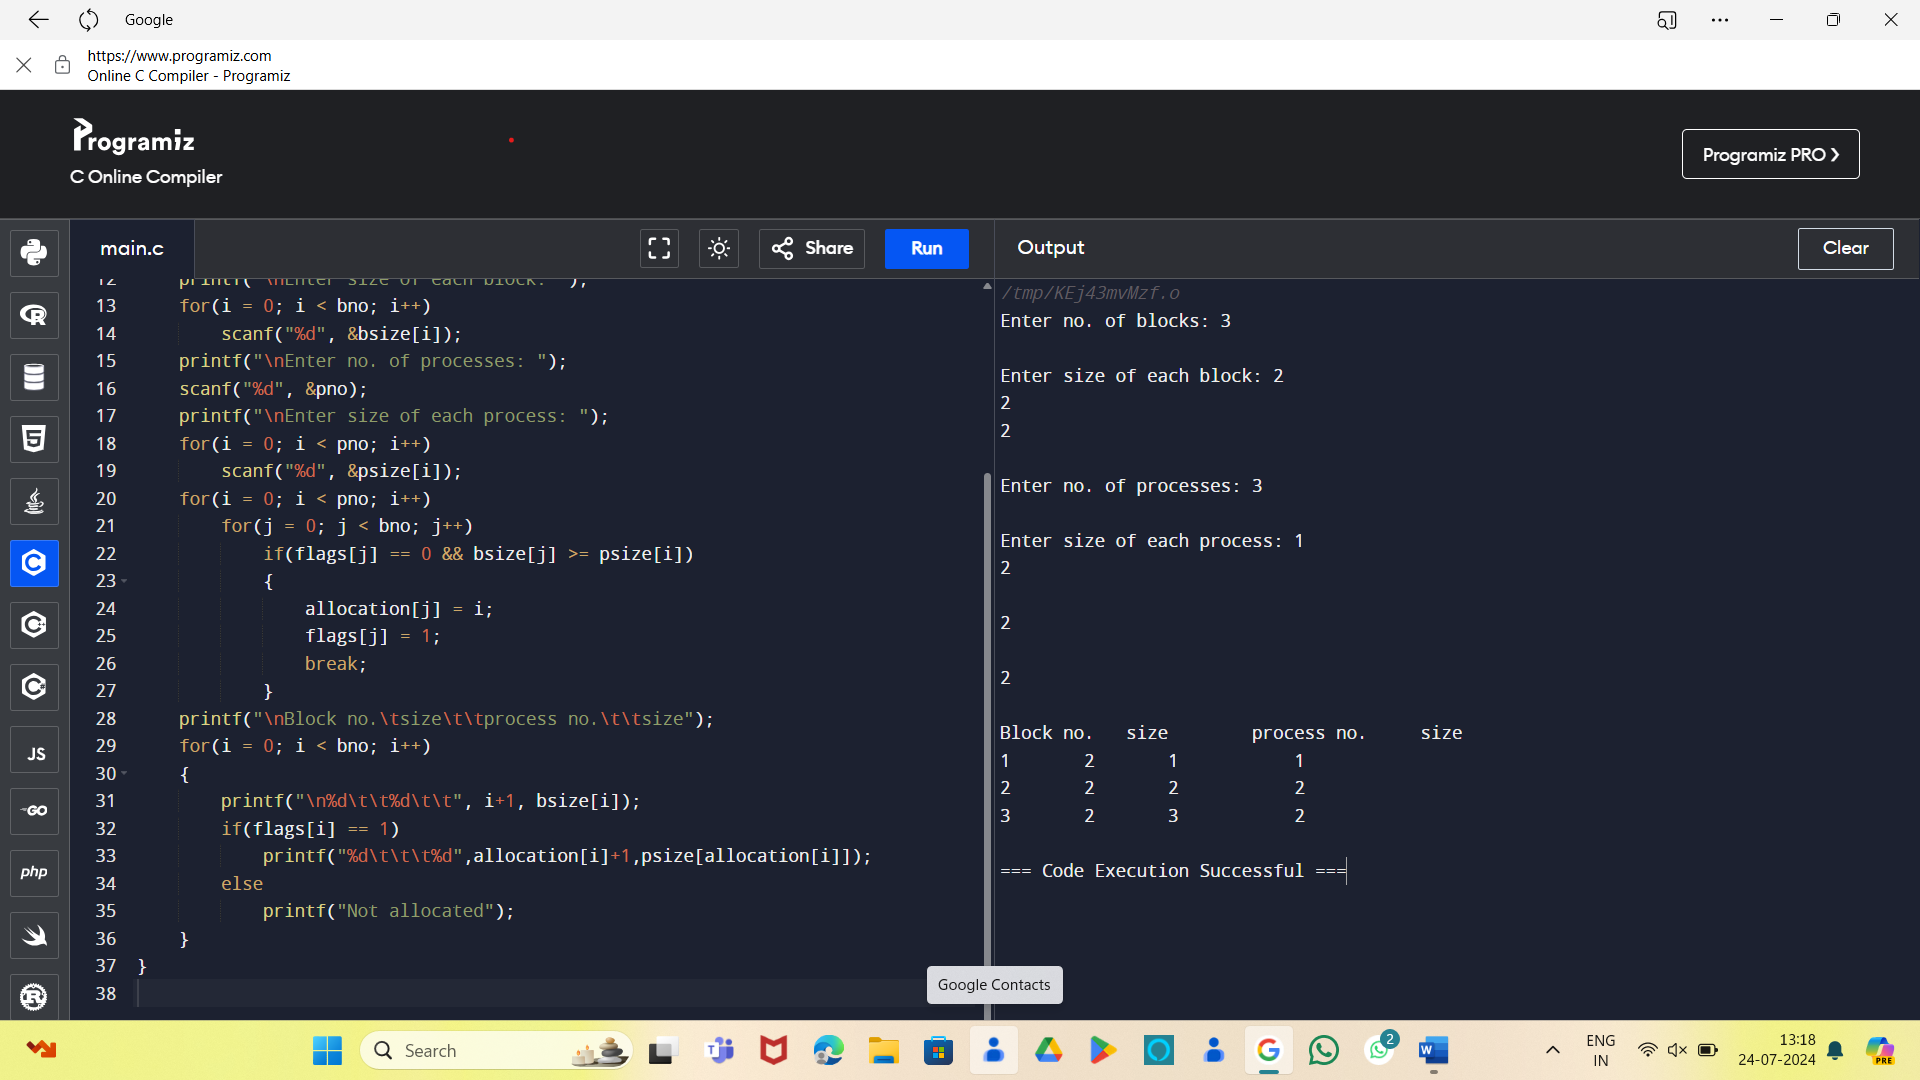 Google
https://www.programiz.com
Online C Compiler - Programiz
Programiz
C Online Compiler
Programiz PRO ❯
main.c
Share
Run
Output
Clear
12 printf("\nEnter size of each block: ");
13 for(i = 0; i < bno; i++)
14 scanf("%d", &bsize[i]);
15 printf("\nEnter no. of processes: ");
16 scanf("%d", &pno);
17 printf("\nEnter size of each process: ");
18 for(i = 0; i < pno; i++)
19 scanf("%d", &psize[i]);
20 for(i = 0; i < pno; i++)
21 for(j = 0; j < bno; j++)
22 if(flags[j] == 0 && bsize[j] >= psize[i])
23 {
24 allocation[j] = i;
25 flags[j] = 1;
26 break;
27 }
28 printf("\nBlock no.\tsize\t\tprocess no.\t\tsize");
29 for(i = 0; i < bno; i++)
30 {
31 printf("\n%d\t\t%d\t\t", i+1, bsize[i]);
32 if(flags[i] == 1)
33 printf("%d\t\t\t%d",allocation[i]+1,psize[allocation[i]]);
34 else
35 printf("Not allocated");
36 }
37 }
38
/tmp/KEj43mvMzf.o
Enter no. of blocks: 3
Enter size of each block: 2
2
2
Enter no. of processes: 3
Enter size of each process: 1
2
2
2
Block no. size process no. size
1 2 1 1
2 2 2 2
3 2 3 2
=== Code Execution Successful ===
JS
GO
php
Google Contacts
Search
2
ENG
IN
13:18
24-07-2024
PRE